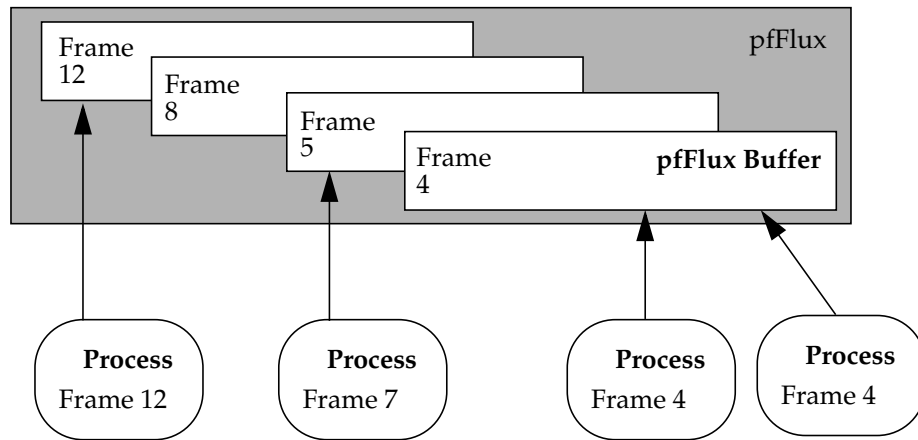 pfFlux
Frame
12
Frame
8
Frame
5
Frame
4
pfFlux Buffer
Process
Frame 12
Process
Frame 7
Process
Frame 4
Process
Frame 4